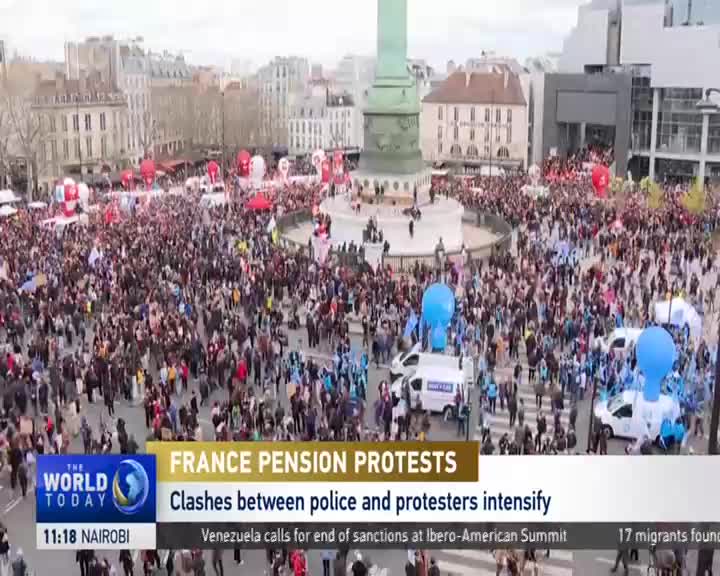 FRANCE PENSION PROTESTS
THE
WORLD
TODAY
Clashes between police and protesters intensify
11:18 NAIROBI
Venezuela calls for end of sanctions at Ibero-American Summit 17 migrants found